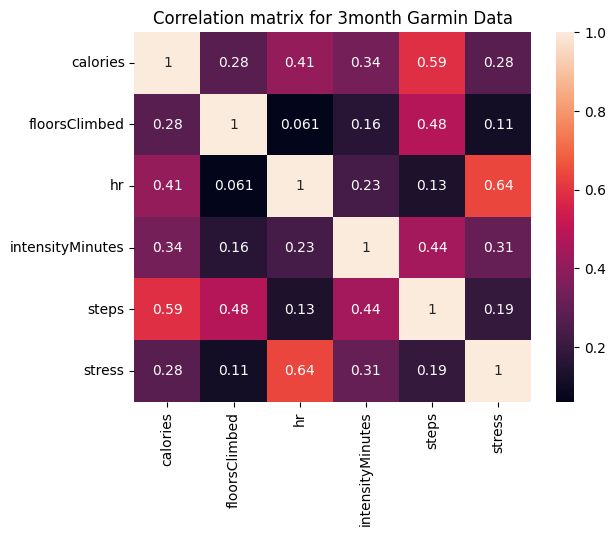 Correlation matrix for 3month Garmin Data
calories 1 0.28 0.41 0.34 0.59 0.28
floorsClimbed 0.28 1 0.061 0.16 0.48 0.11
hr 0.41 0.061 1 0.23 0.13 0.64
intensityMinutes 0.34 0.16 0.23 1 0.44 0.31
steps 0.59 0.48 0.13 0.44 1 0.19
stress 0.28 0.11 0.64 0.31 0.19 1
calories floorsClimbed hr intensityMinutes steps stress
1.0
0.8
0.6
0.4
0.2